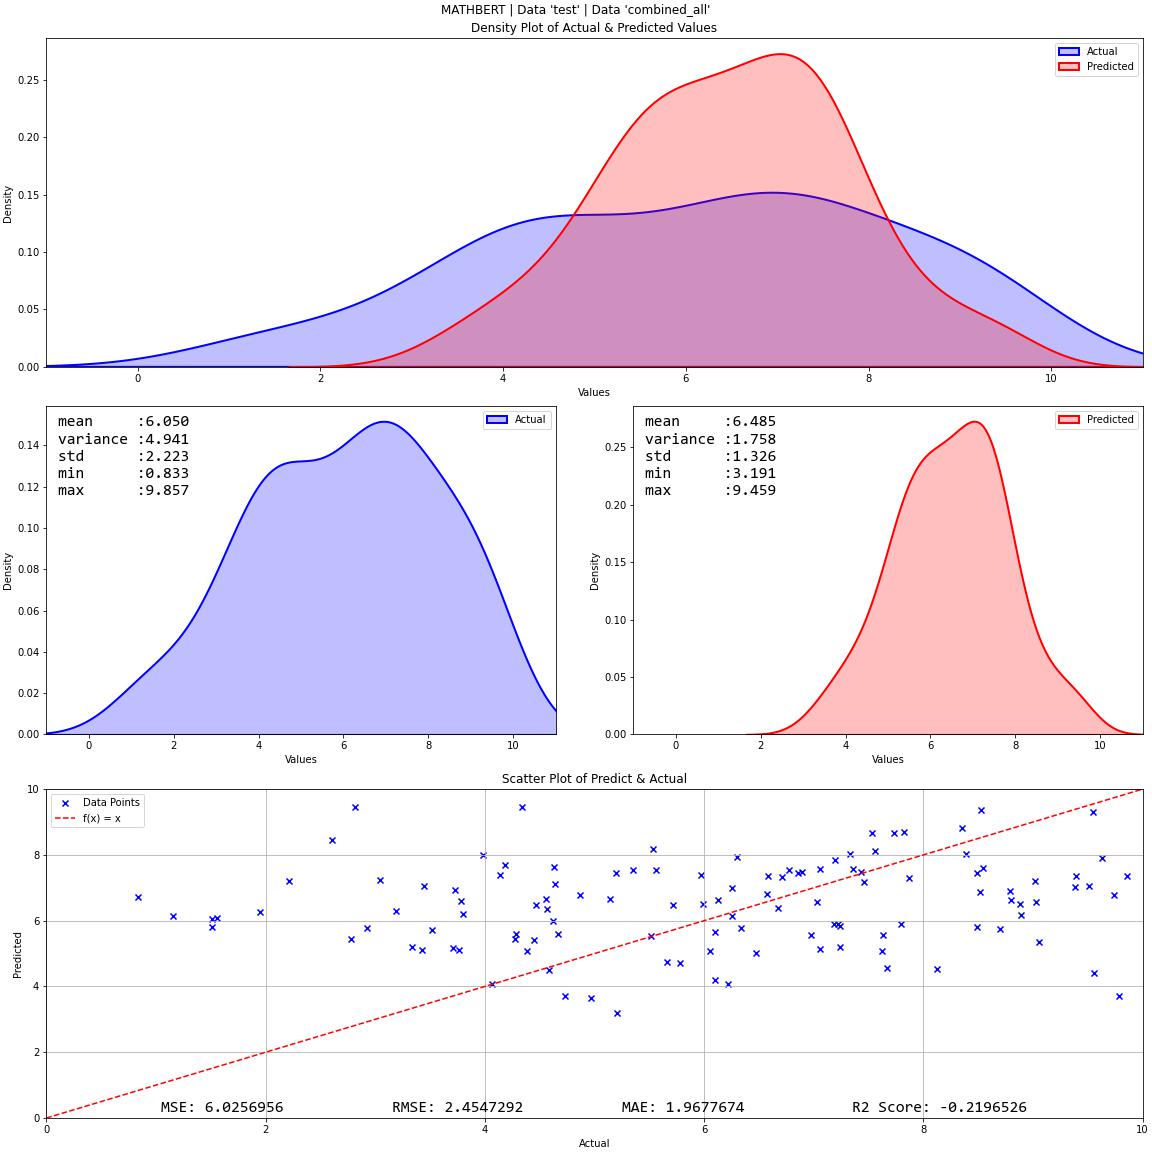 MATHBERT | Data 'test' | Data 'combined_all'
Density Plot of Actual & Predicted Values
Actual
Predicted
0.25
0.20
0.15
0.10
0.05
0.00
Density
0 2 4 6 8 10
Values
mean :6.050
variance :4.941
std :2.223
min :0.833
max :9.857
Actual
0.14
0.12
0.10
0.08
0.06
0.04
0.02
0.00
Density
0 2 4 6 8 10
Values
mean :6.485
variance :1.758
std :1.326
min :3.191
max :9.459
Predicted
0.25
0.20
0.15
0.10
0.05
0.00
Density
0 2 4 6 8 10
Values
Scatter Plot of Predict & Actual
Data Points
f(x) = x
10
8
6
4
2
0
Predicted
MSE: 6.0256956 RMSE: 2.4547292 MAE: 1.9677674 R2 Score: -0.2196526
0 2 4 6 8 10
Actual